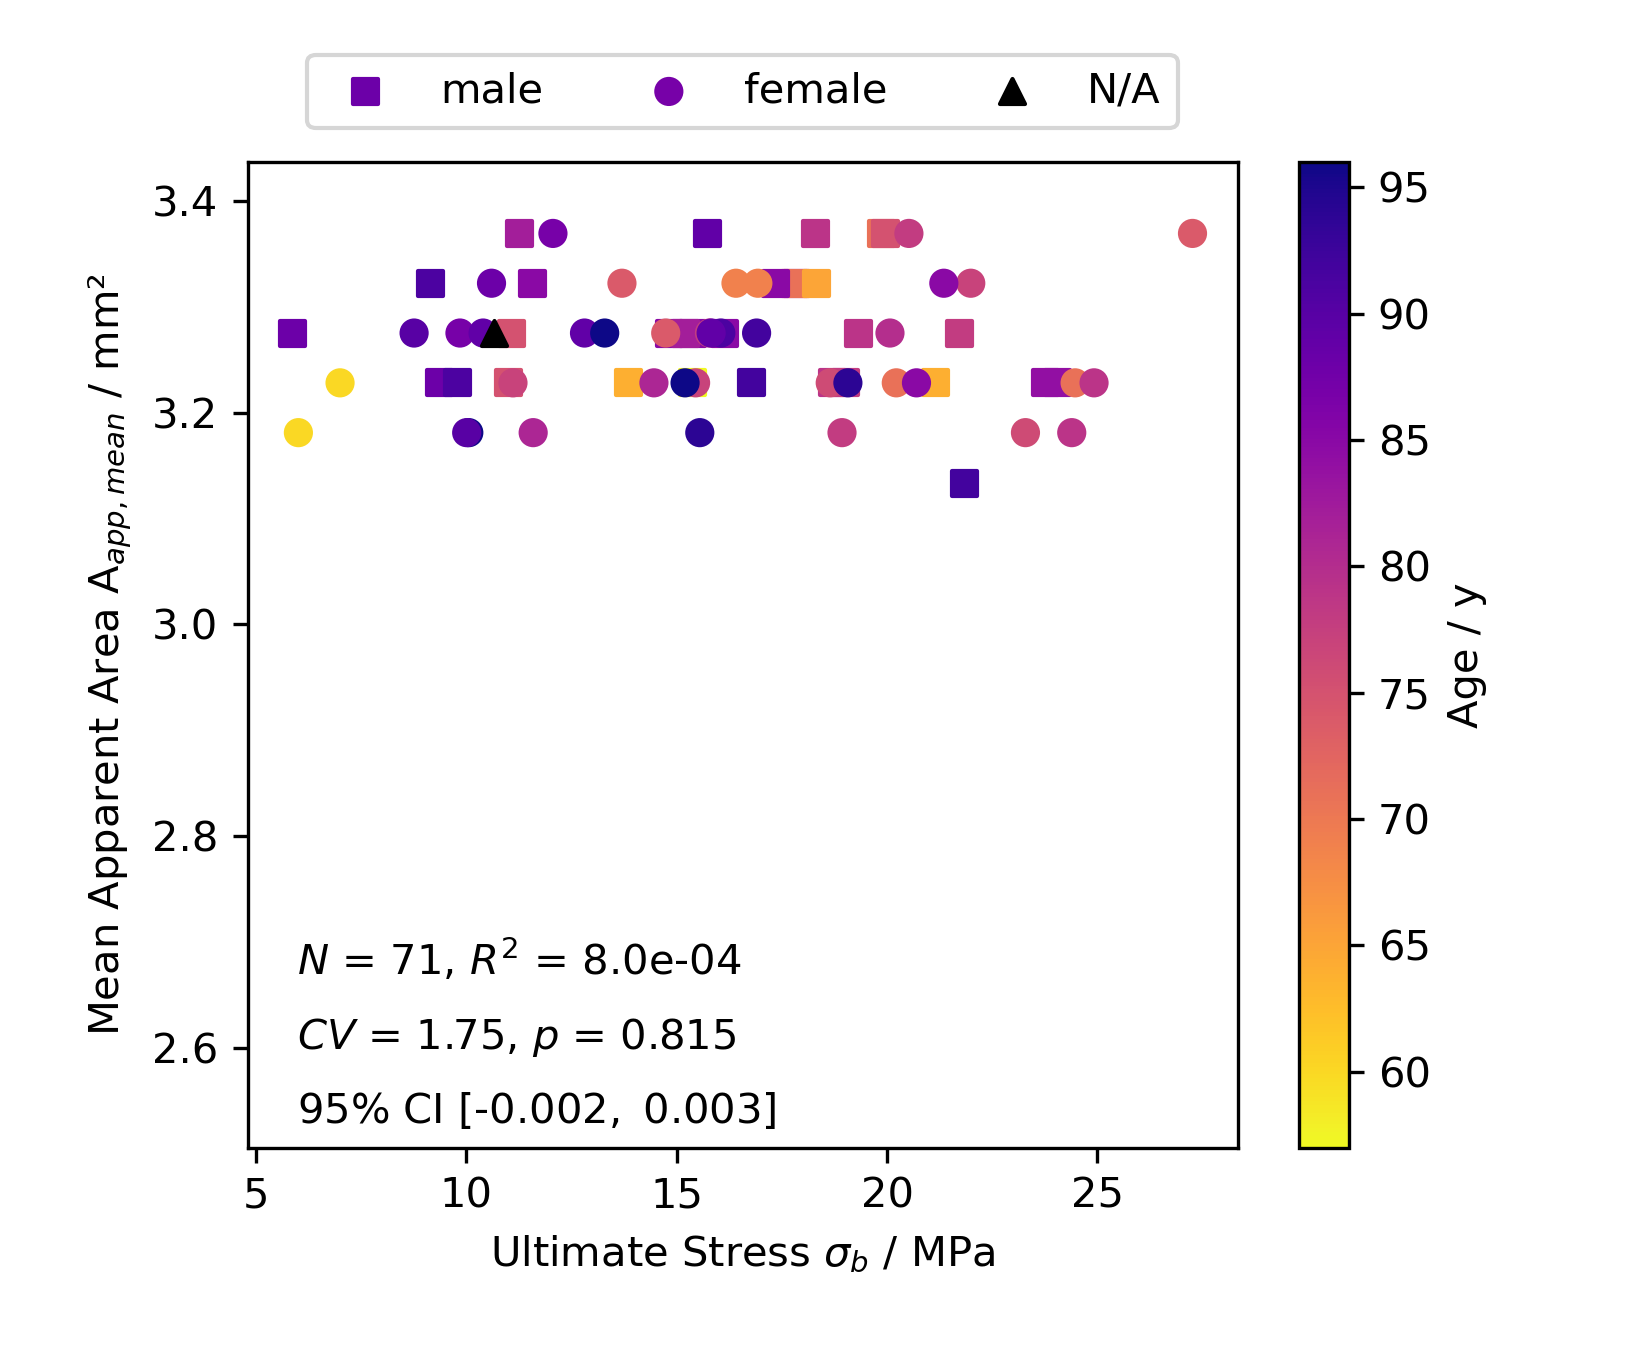 male female N/A
3.4
3.2
3.0
2.8
2.6
Mean Apparent Area A_{app, mean} / mm²
N = 71, R² = 8.0e-04
CV = 1.75, p = 0.815
95% CI [-0.002, 0.003]
5 10 15 20 25
Ultimate Stress σ_b / MPa
95
90
85
80
75
70
65
60
Age / y